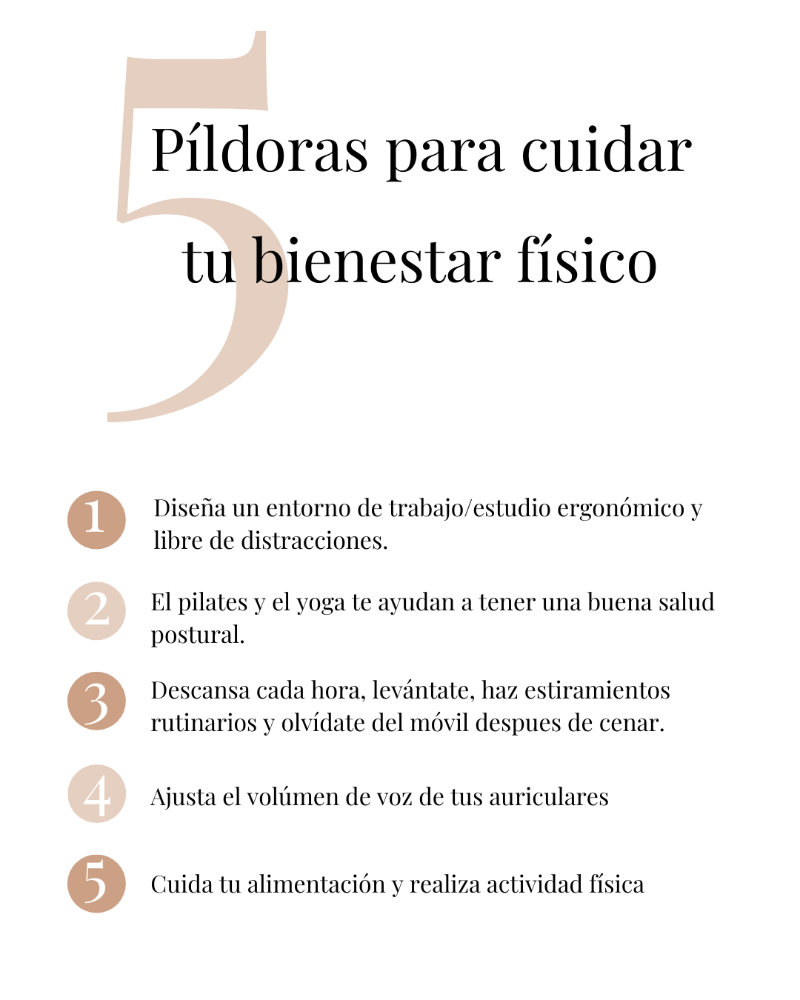 5
Píldoras para cuidar
tu bienestar físico
1
Diseña un entorno de trabajo/estudio ergonómico y
libre de distracciones.
2
El pilates y el yoga te ayudan a tener una buena salud
postural.
3
Descansa cada hora, levántate, haz estiramientos
rutinarios y olvídate del móvil despues de cenar.
4
Ajusta el volúmen de voz de tus auriculares
5
Cuida tu alimentación y realiza actividad física